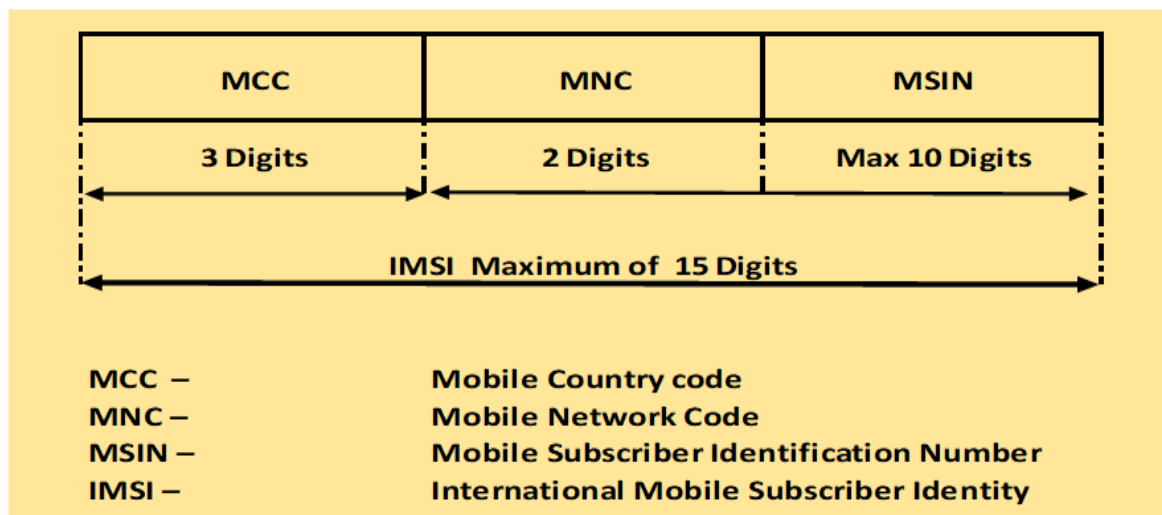 MCC MNC MSIN
3 Digits 2 Digits Max 10 Digits
IMSI Maximum of 15 Digits
MCC – Mobile Country code
MNC – Mobile Network Code
MSIN – Mobile Subscriber Identification Number
IMSI – International Mobile Subscriber Identity